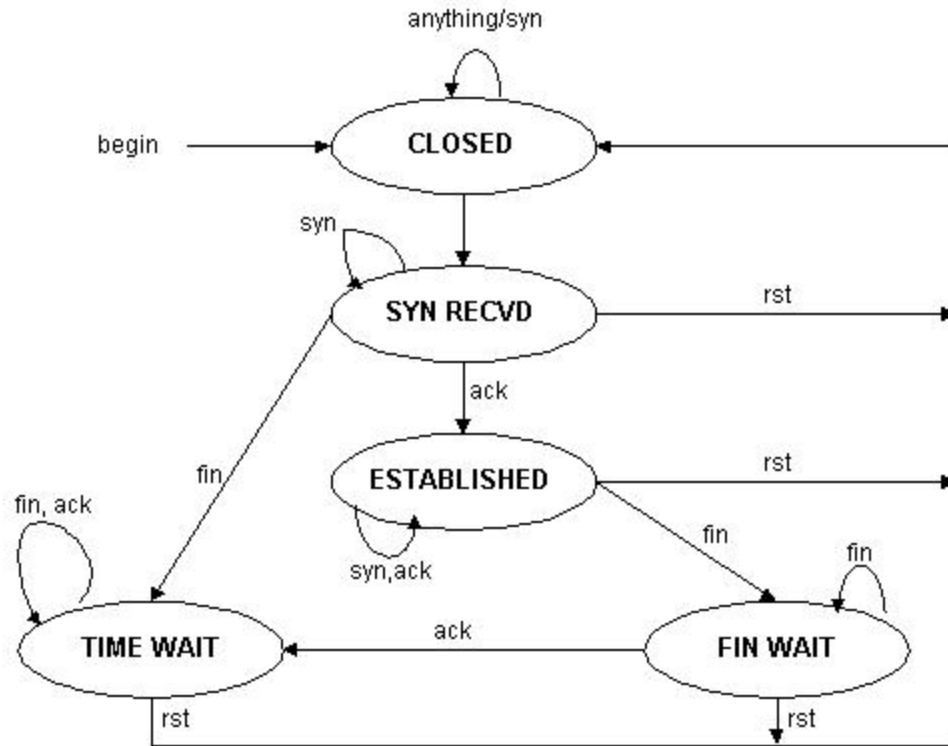 anything/syn
begin
CLOSED
syn
SYN RECVD
rst
ack
ESTABLISHED
rst
fin
fin, ack
syn,ack
fin
fin
TIME WAIT
ack
FIN WAIT
rst
rst